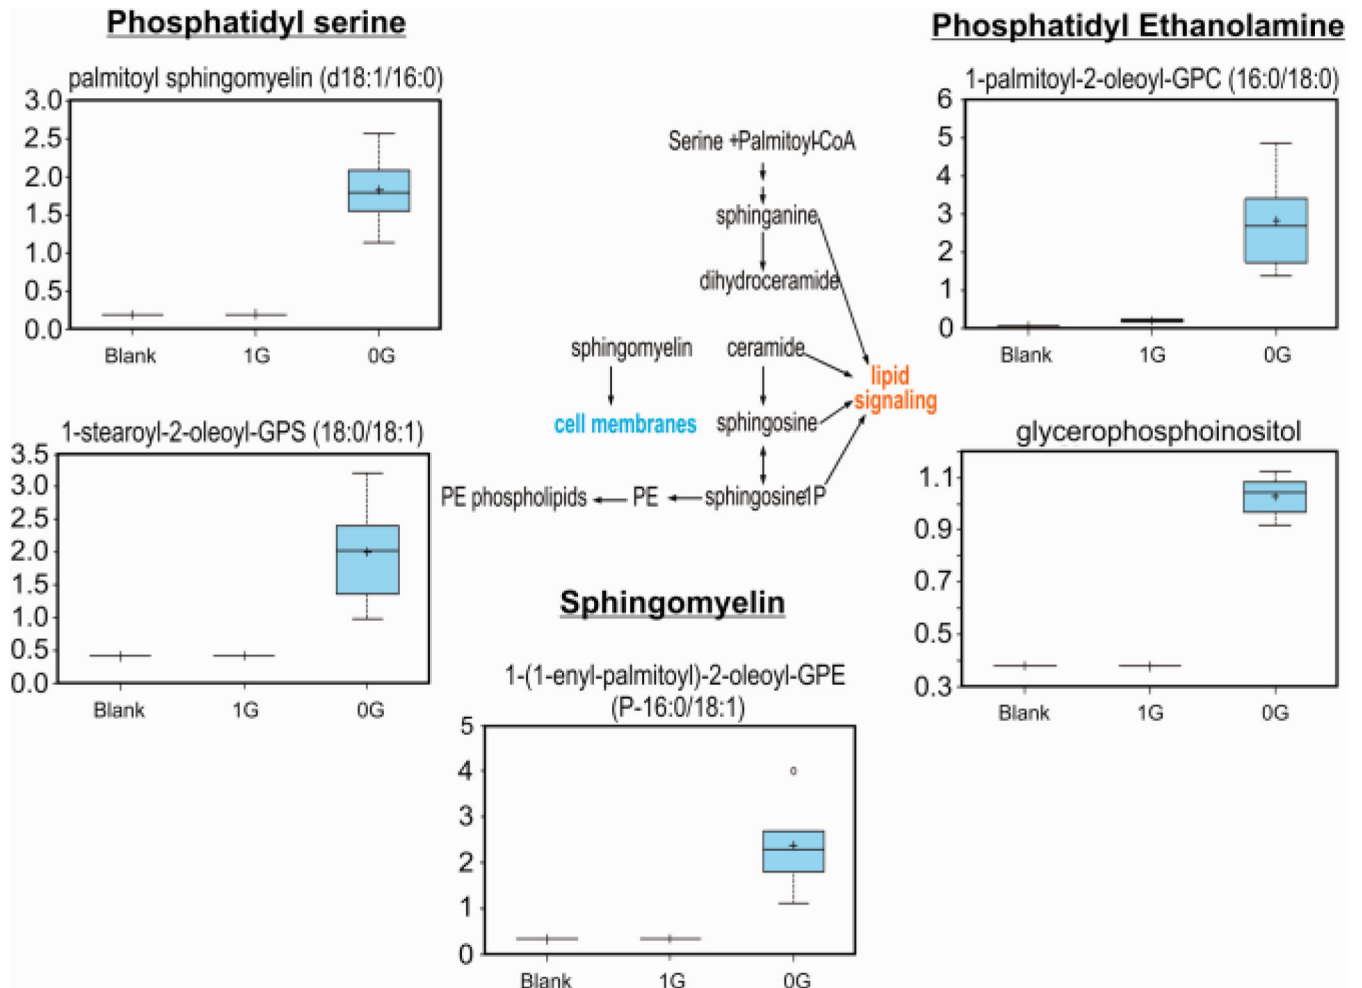 Phosphatidyl serine
palmitoyl sphingomyelin (d18:1/16:0)
3.0
2.5
2.0
1.5
1.0
0.5
0.0
Blank 1G 0G
1-stearoyl-2-oleoyl-GPS (18:0/18:1)
3.5
3.0
2.5
2.0
1.5
1.0
0.5
0.0
Blank 1G 0G
Serine +Palmitoyl-CoA
sphinganine
dihydroceramide
sphingomyelin ceramide
lipid
signaling
cell membranes sphingosine
PE phospholipids PE sphingosine1P
Sphingomyelin
1-(1-enyl-palmitoyl)-2-oleoyl-GPE
(P-16:0/18:1)
5
4
3
2
1
0
Blank 1G 0G
Phosphatidyl Ethanolamine
1-palmitoyl-2-oleoyl-GPC (16:0/18:0)
6
5
4
3
2
1
0
Blank 1G 0G
glycerophosphoinositol
1.1
0.9
0.7
0.5
0.3
Blank 1G 0G